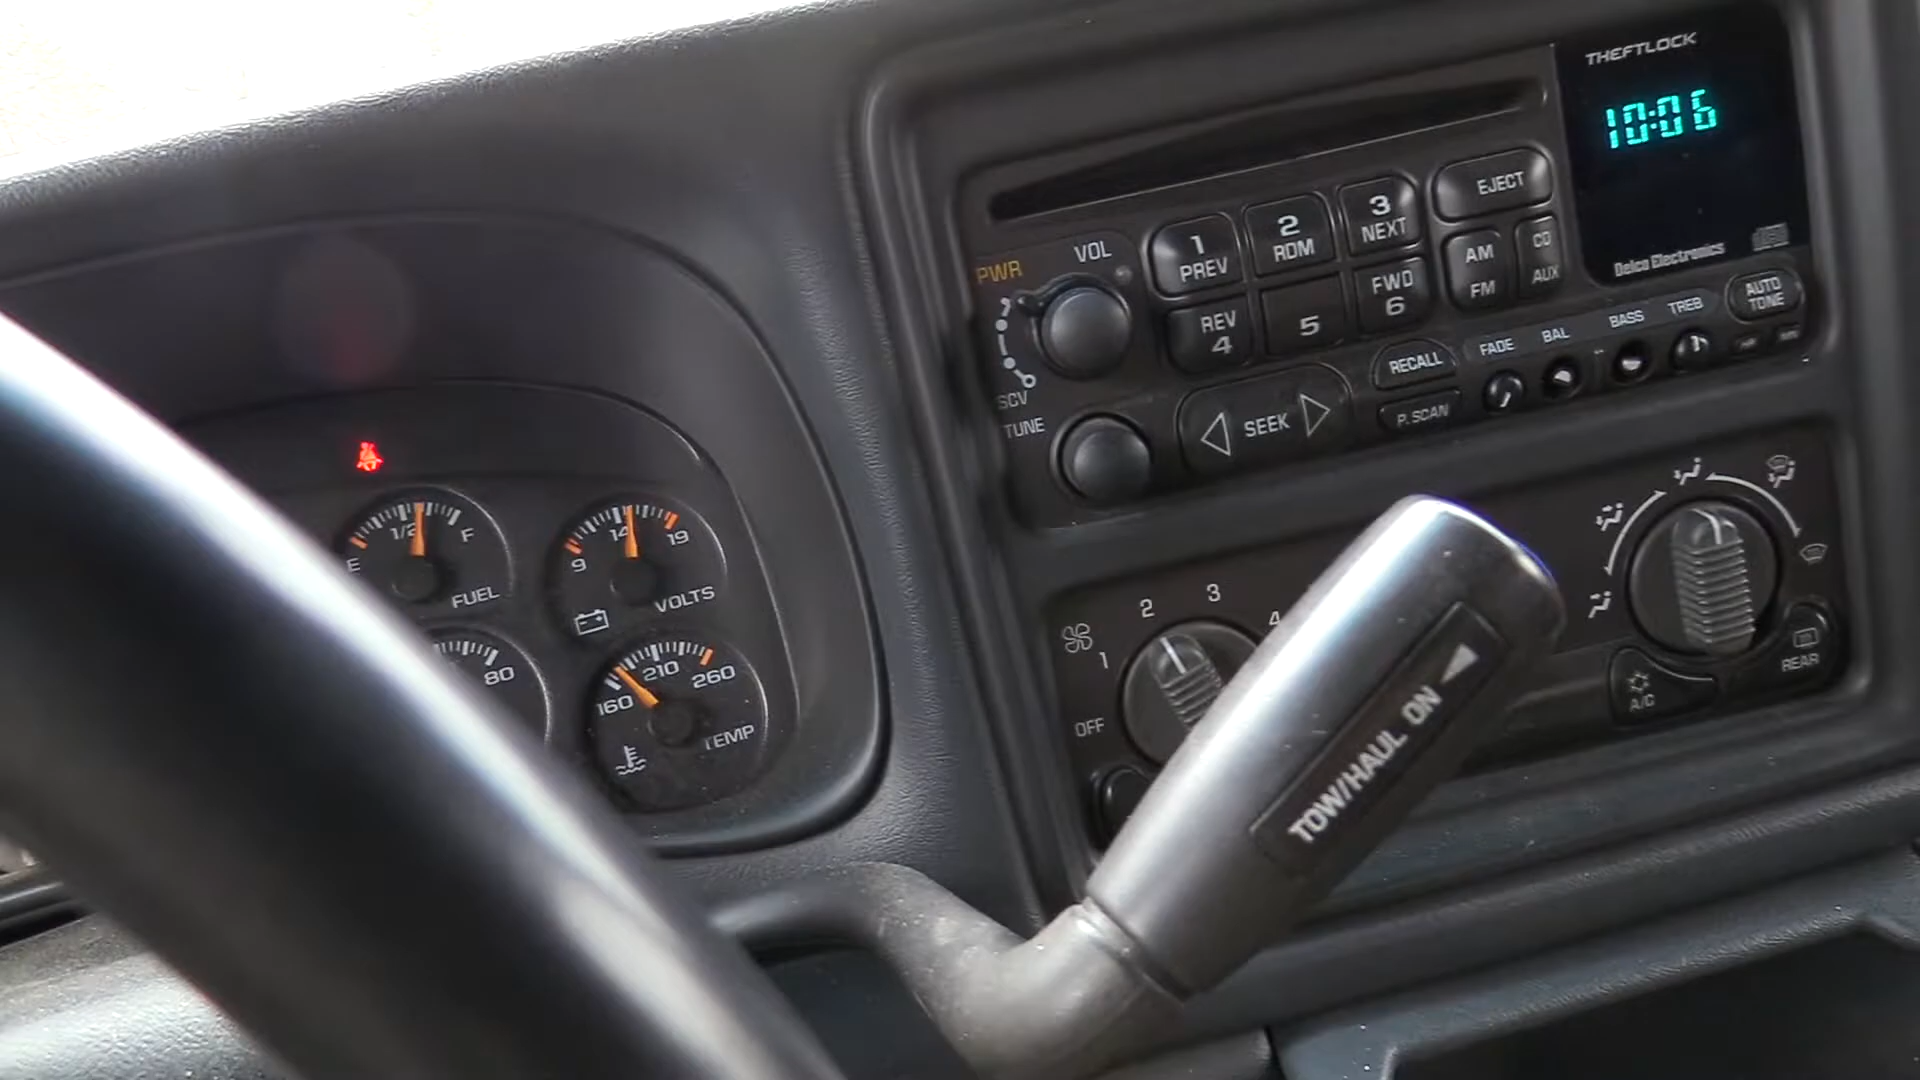 THEFTLOCK
10:06
EJECT
VOL
PWR
1
PREV
2
RDM
3
NEXT
AM
FM
CD
AUX
Delco Electronics
REV
4
5
FWD
6
AUTO
TONE
RECALL
FADE
BAL
BASS
TREB
SCV
TUNE
SEEK
P.SCAN
E
1/2
F
FUEL
9
14
19
VOLTS
80
160
210
260
TEMP
OFF
1
2
3
4
A/C
REAR
TOW/HAUL ON